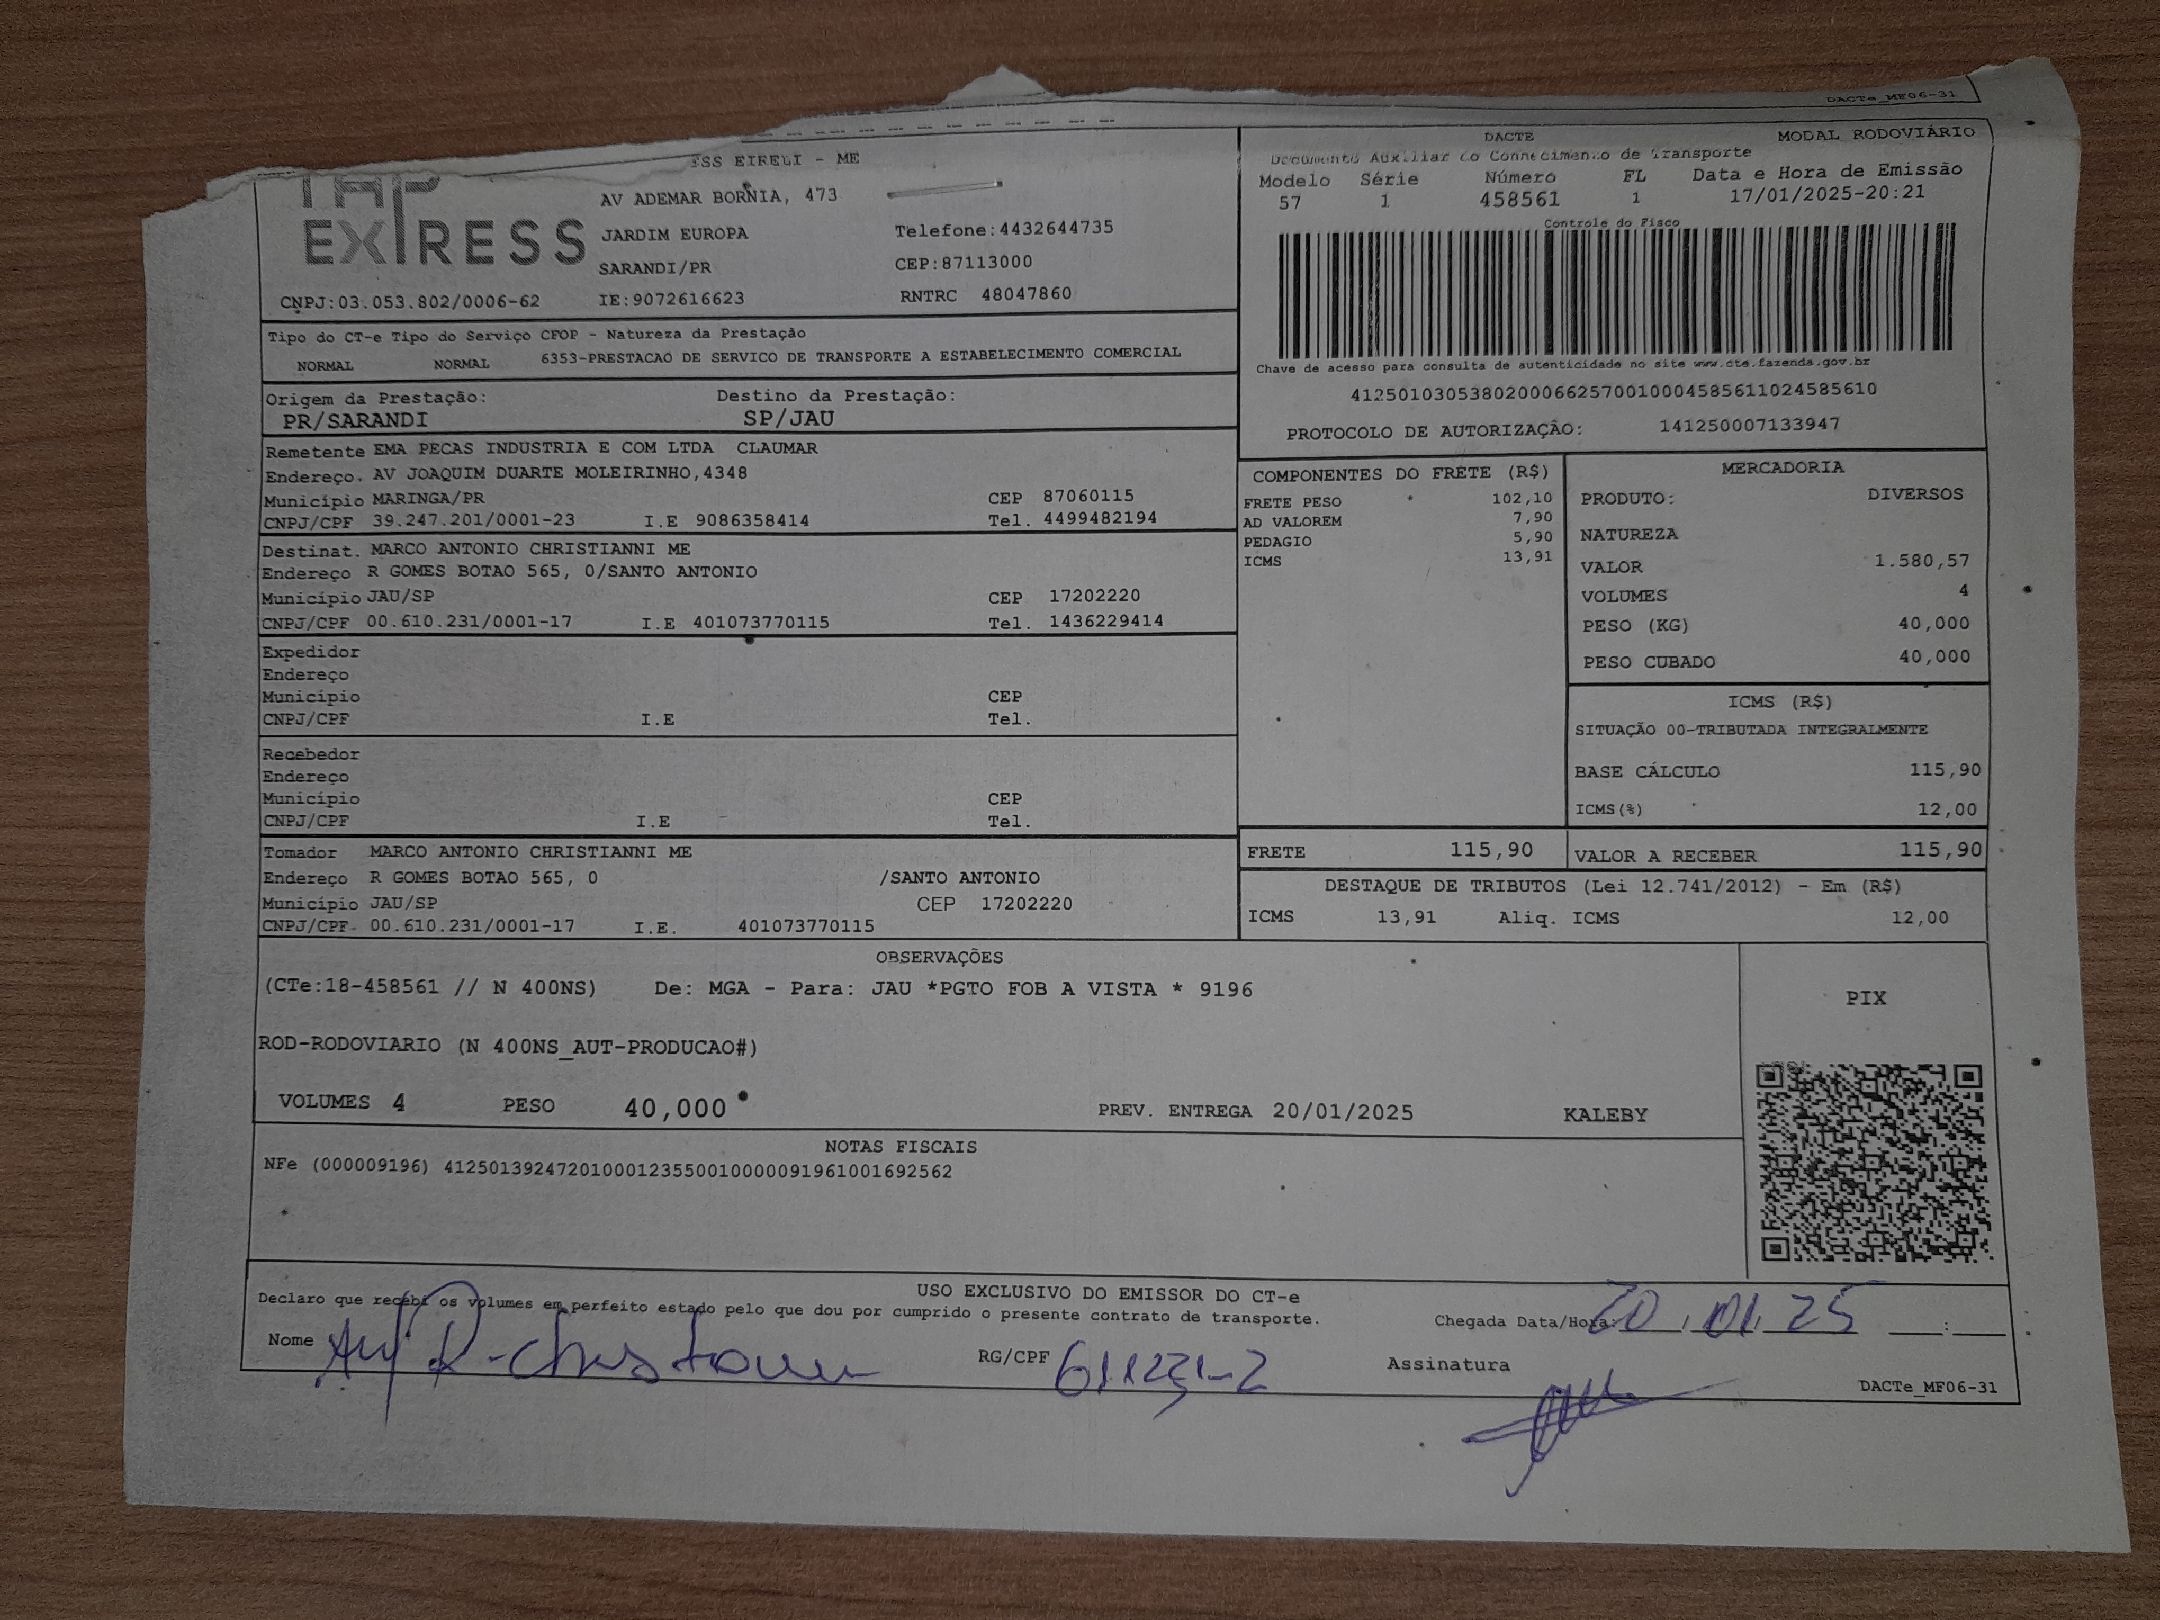 DACTe_MF06-31
ESS EIRELI - ME
TAP EXPRESS
AV ADEMAR BORNIA, 473
JARDIM EUROPA
Telefone:4432644735
SARANDI/PR
CEP:87113000
CNPJ:03.053.802/0006-62 IE:9072616623 RNTRC 48047860
DACTE MODAL RODOVIÁRIO
Documento Auxiliar do Conhecimento de Transporte
Modelo Série Número FL Data e Hora de Emissão
57 1 458561 1 17/01/2025-20:21
Controle do Fisco
Chave de acesso para consulta de autenticidade no site www.cte.fazenda.gov.br
41250103053802000662570010004585611024585610
PROTOCOLO DE AUTORIZAÇÃO: 141250007133947
Tipo do CT-e Tipo do Serviço CFOP - Natureza da Prestação
NORMAL NORMAL 6353-PRESTACAO DE SERVICO DE TRANSPORTE A ESTABELECIMENTO COMERCIAL
Origem da Prestação: Destino da Prestação:
PR/SARANDI SP/JAU
Remetente EMA PECAS INDUSTRIA E COM LTDA CLAUMAR
Endereço. AV JOAQUIM DUARTE MOLEIRINHO,4348
Município MARINGA/PR CEP 87060115
CNPJ/CPF 39.247.201/0001-23 I.E 9086358414 Tel. 4499482194
Destinat. MARCO ANTONIO CHRISTIANNI ME
Endereço R GOMES BOTAO 565, 0/SANTO ANTONIO
Município JAU/SP CEP 17202220
CNPJ/CPF 00.610.231/0001-17 I.E 401073770115 Tel. 1436229414
Expedidor
Endereço
Município CEP
CNPJ/CPF I.E Tel.
Recebedor
Endereço
Município CEP
CNPJ/CPF I.E Tel.
Tomador MARCO ANTONIO CHRISTIANNI ME
Endereço R GOMES BOTAO 565, 0 /SANTO ANTONIO
Município JAU/SP CEP 17202220
CNPJ/CPF. 00.610.231/0001-17 I.E. 401073770115
COMPONENTES DO FRETE (R$)
FRETE PESO 102,10
AD VALOREM 7,90
PEDAGIO 5,90
ICMS 13,91
MERCADORIA
PRODUTO: DIVERSOS
NATUREZA
VALOR 1.580,57
VOLUMES 4
PESO (KG) 40,000
PESO CUBADO 40,000
ICMS (R$)
SITUAÇÃO 00-TRIBUTADA INTEGRALMENTE
BASE CÁLCULO 115,90
ICMS(%) 12,00
FRETE 115,90 VALOR A RECEBER 115,90
DESTAQUE DE TRIBUTOS (Lei 12.741/2012) - Em (R$)
ICMS 13,91 Aliq. ICMS 12,00
OBSERVAÇÕES
(CTe:18-458561 // N 400NS) De: MGA - Para: JAU *PGTO FOB A VISTA * 9196
ROD-RODOVIARIO (N 400NS_AUT-PRODUCAO#)
VOLUMES 4 PESO 40,000 PREV. ENTREGA 20/01/2025 KALEBY
PIX
NOTAS FISCAIS
NFe (000009196) 41250139247201000123550010000091961001692562
USO EXCLUSIVO DO EMISSOR DO CT-e
Declaro que recebi os volumes em perfeito estado pelo que dou por cumprido o presente contrato de transporte.
Chegada Data/Hora: 20.01.25 __:__
Nome RG/CPF 611231-2 Assinatura
DACTe_MF06-31